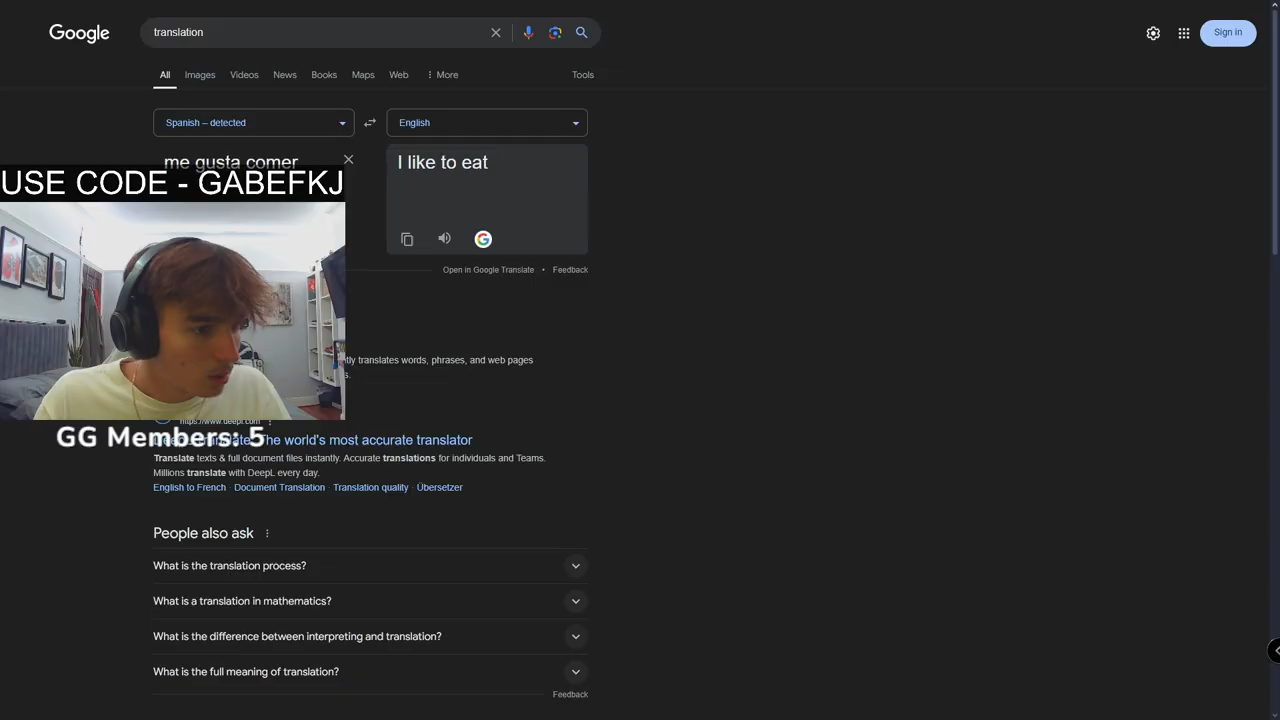 Google
translation
Sign in
All
Images
Videos
News
Books
Maps
Web
More
Tools
Spanish – detected
English
me gusta comer
I like to eat
USE CODE - GABEFKJ
Open in Google Translate • Feedback
translates words, phrases, and web pages
https://www.deepl.com
The world's most accurate translator
GG Members: 5
Translate texts & full document files instantly. Accurate translations for individuals and Teams.
Millions translate with DeepL every day.
English to French · Document Translation · Translation quality · Übersetzer
People also ask
What is the translation process?
What is a translation in mathematics?
What is the difference between interpreting and translation?
What is the full meaning of translation?
Feedback